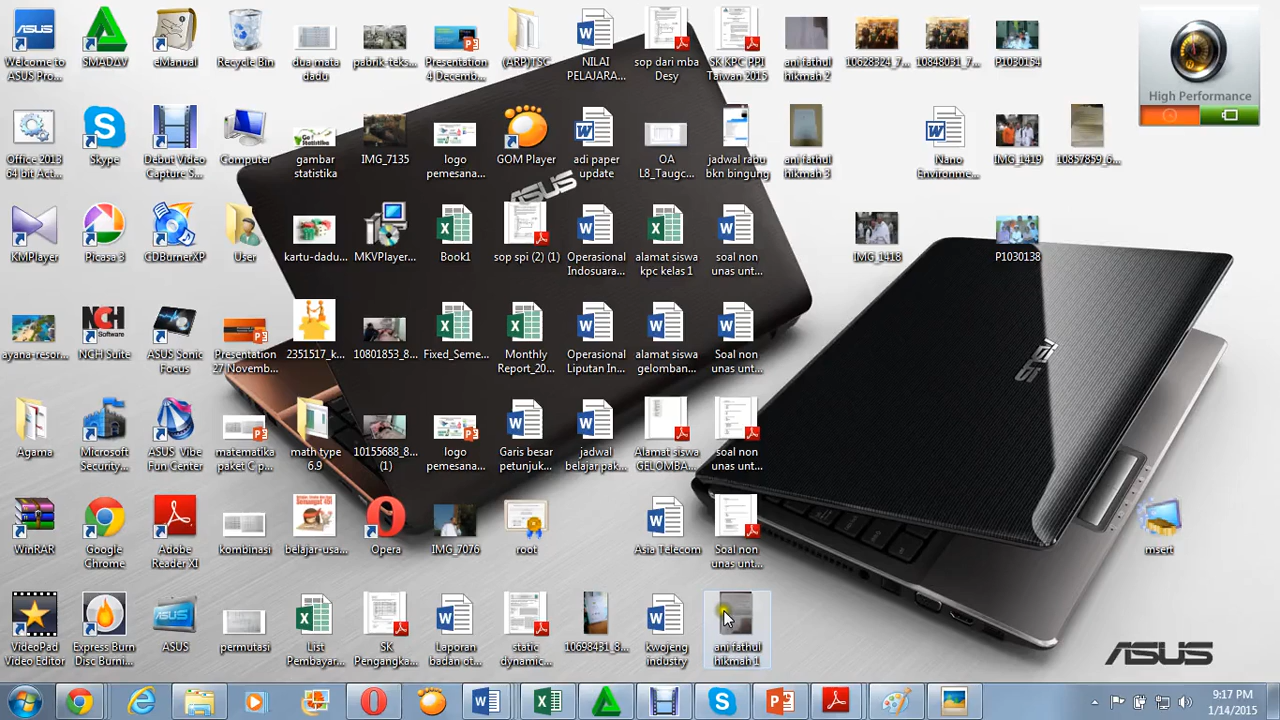 Welcome to
ASUS Pro...
SMADΔV
eManual
Recycle Bin
dua mata
dadu
pabrik-teks...
Presentation
4 Decemb...
(ARP)TSC
NILAI
PELAJARA...
sop dari mba
Desy
SK KPC PPI
Taiwan 2015
ani fathul
hikmah 2
10628324_7...
10848031_7...
P1030154
High Performance
Office 2013
64 bit Act...
Skype
Debut Video
Capture S...
Computer
gambar
statistika
IMG_7135
logo
pemesana...
GOM Player
adi paper
update
OA
L8_Taugc...
jadwal rabu
bkn bingung
ani fathul
hikmah 3
Nano
Environme...
IMG_1419
10857859_6...
KMPlayer
Picasa 3
CDBurnerXP
User
kartu-dadu...
MKVPlayer...
Book1
sop spi (2) (1)
Operasional
Indosuara...
alamat siswa
kpc kelas 1
soal non
unas unt...
IMG_1418
P1030138
ayana-resor...
NCH Suite
ASUS Sonic
Focus
Presentation
27 Novemb...
2351517_k...
10801853_8...
Fixed_Seme...
Monthly
Report_20...
Operasional
Liputan In...
alamat siswa
gelomban...
Soal non
unas unt...
Agama
Microsoft
Security...
ASUS Vibe
Fun Center
matematika
paket C p...
math type
6.9
10155688_8...
(1)
logo
pemesana...
Garis besar
petunjuk...
jadwal
belajar pak...
Alamat siswa
GELOMBA...
soal non
unas unt...
WinRAR
Google
Chrome
Adobe
Reader XI
kombinasi
belajar-usa...
Opera
IMG_7076
root
Asia Telecom
Soal non
unas unt...
msert
VideoPad
Video Editor
Express Burn
Disc Burni...
ASUS
permutasi
List
Pembayar...
SK
Pengangka...
Laporan
badan ot...
static
dynamic...
10698431_8...
kwojeng
industry
ani fathul
hikmah 1
ASUS
9:17 PM
1/14/2015